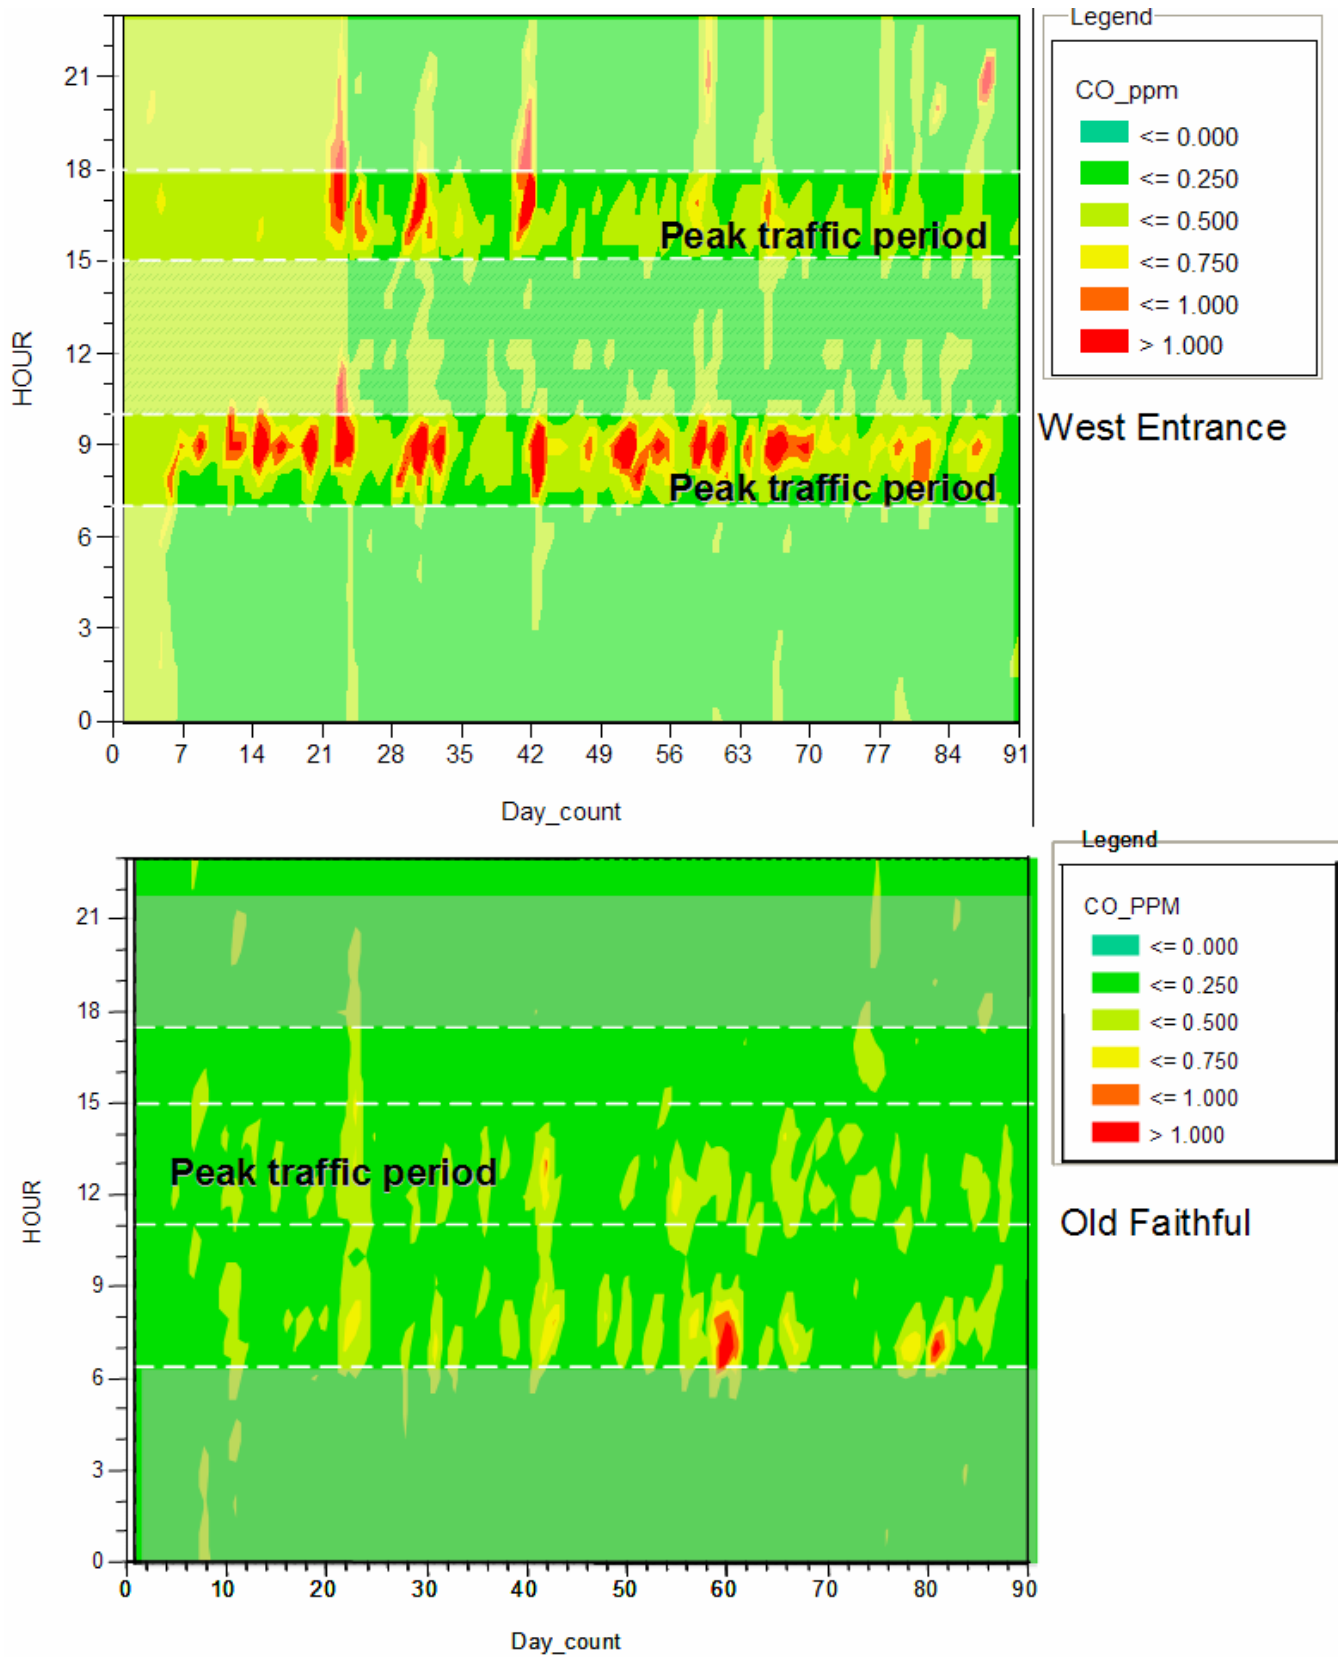 Legend
CO_ppm
<= 0.000
<= 0.250
<= 0.500
<= 0.750
<= 1.000
> 1.000
West Entrance
HOUR
21
18
15
12
9
6
3
0
Peak traffic period
Peak traffic period
0 7 14 21 28 35 42 49 56 63 70 77 84 91
Day_count
Legend
CO_PPM
<= 0.000
<= 0.250
<= 0.500
<= 0.750
<= 1.000
> 1.000
Old Faithful
HOUR
21
18
15
12
9
6
3
0
Peak traffic period
0 10 20 30 40 50 60 70 80 90
Day_count